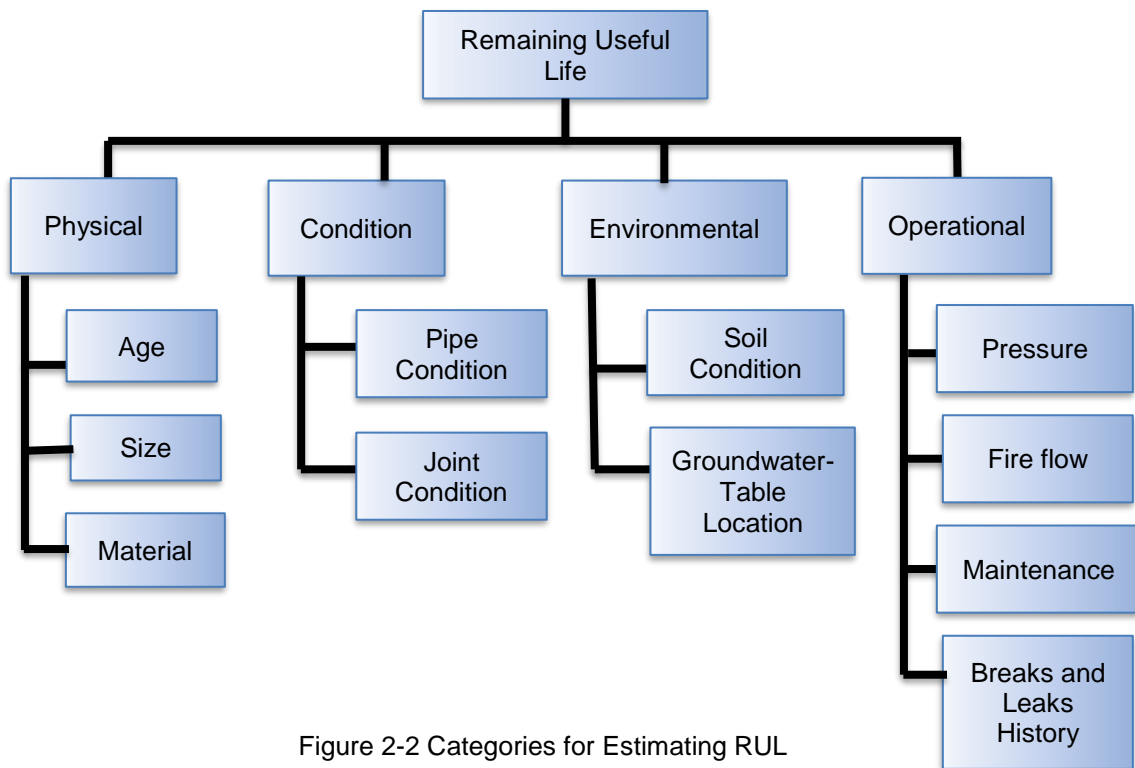 Remaining Useful
Life
Physical
Condition
Environmental
Operational
Age
Size
Material
Pipe
Condition
Joint
Condition
Soil
Condition
Groundwater-
Table
Location
Pressure
Fire flow
Maintenance
Breaks and
Leaks
History
Figure 2-2 Categories for Estimating RUL